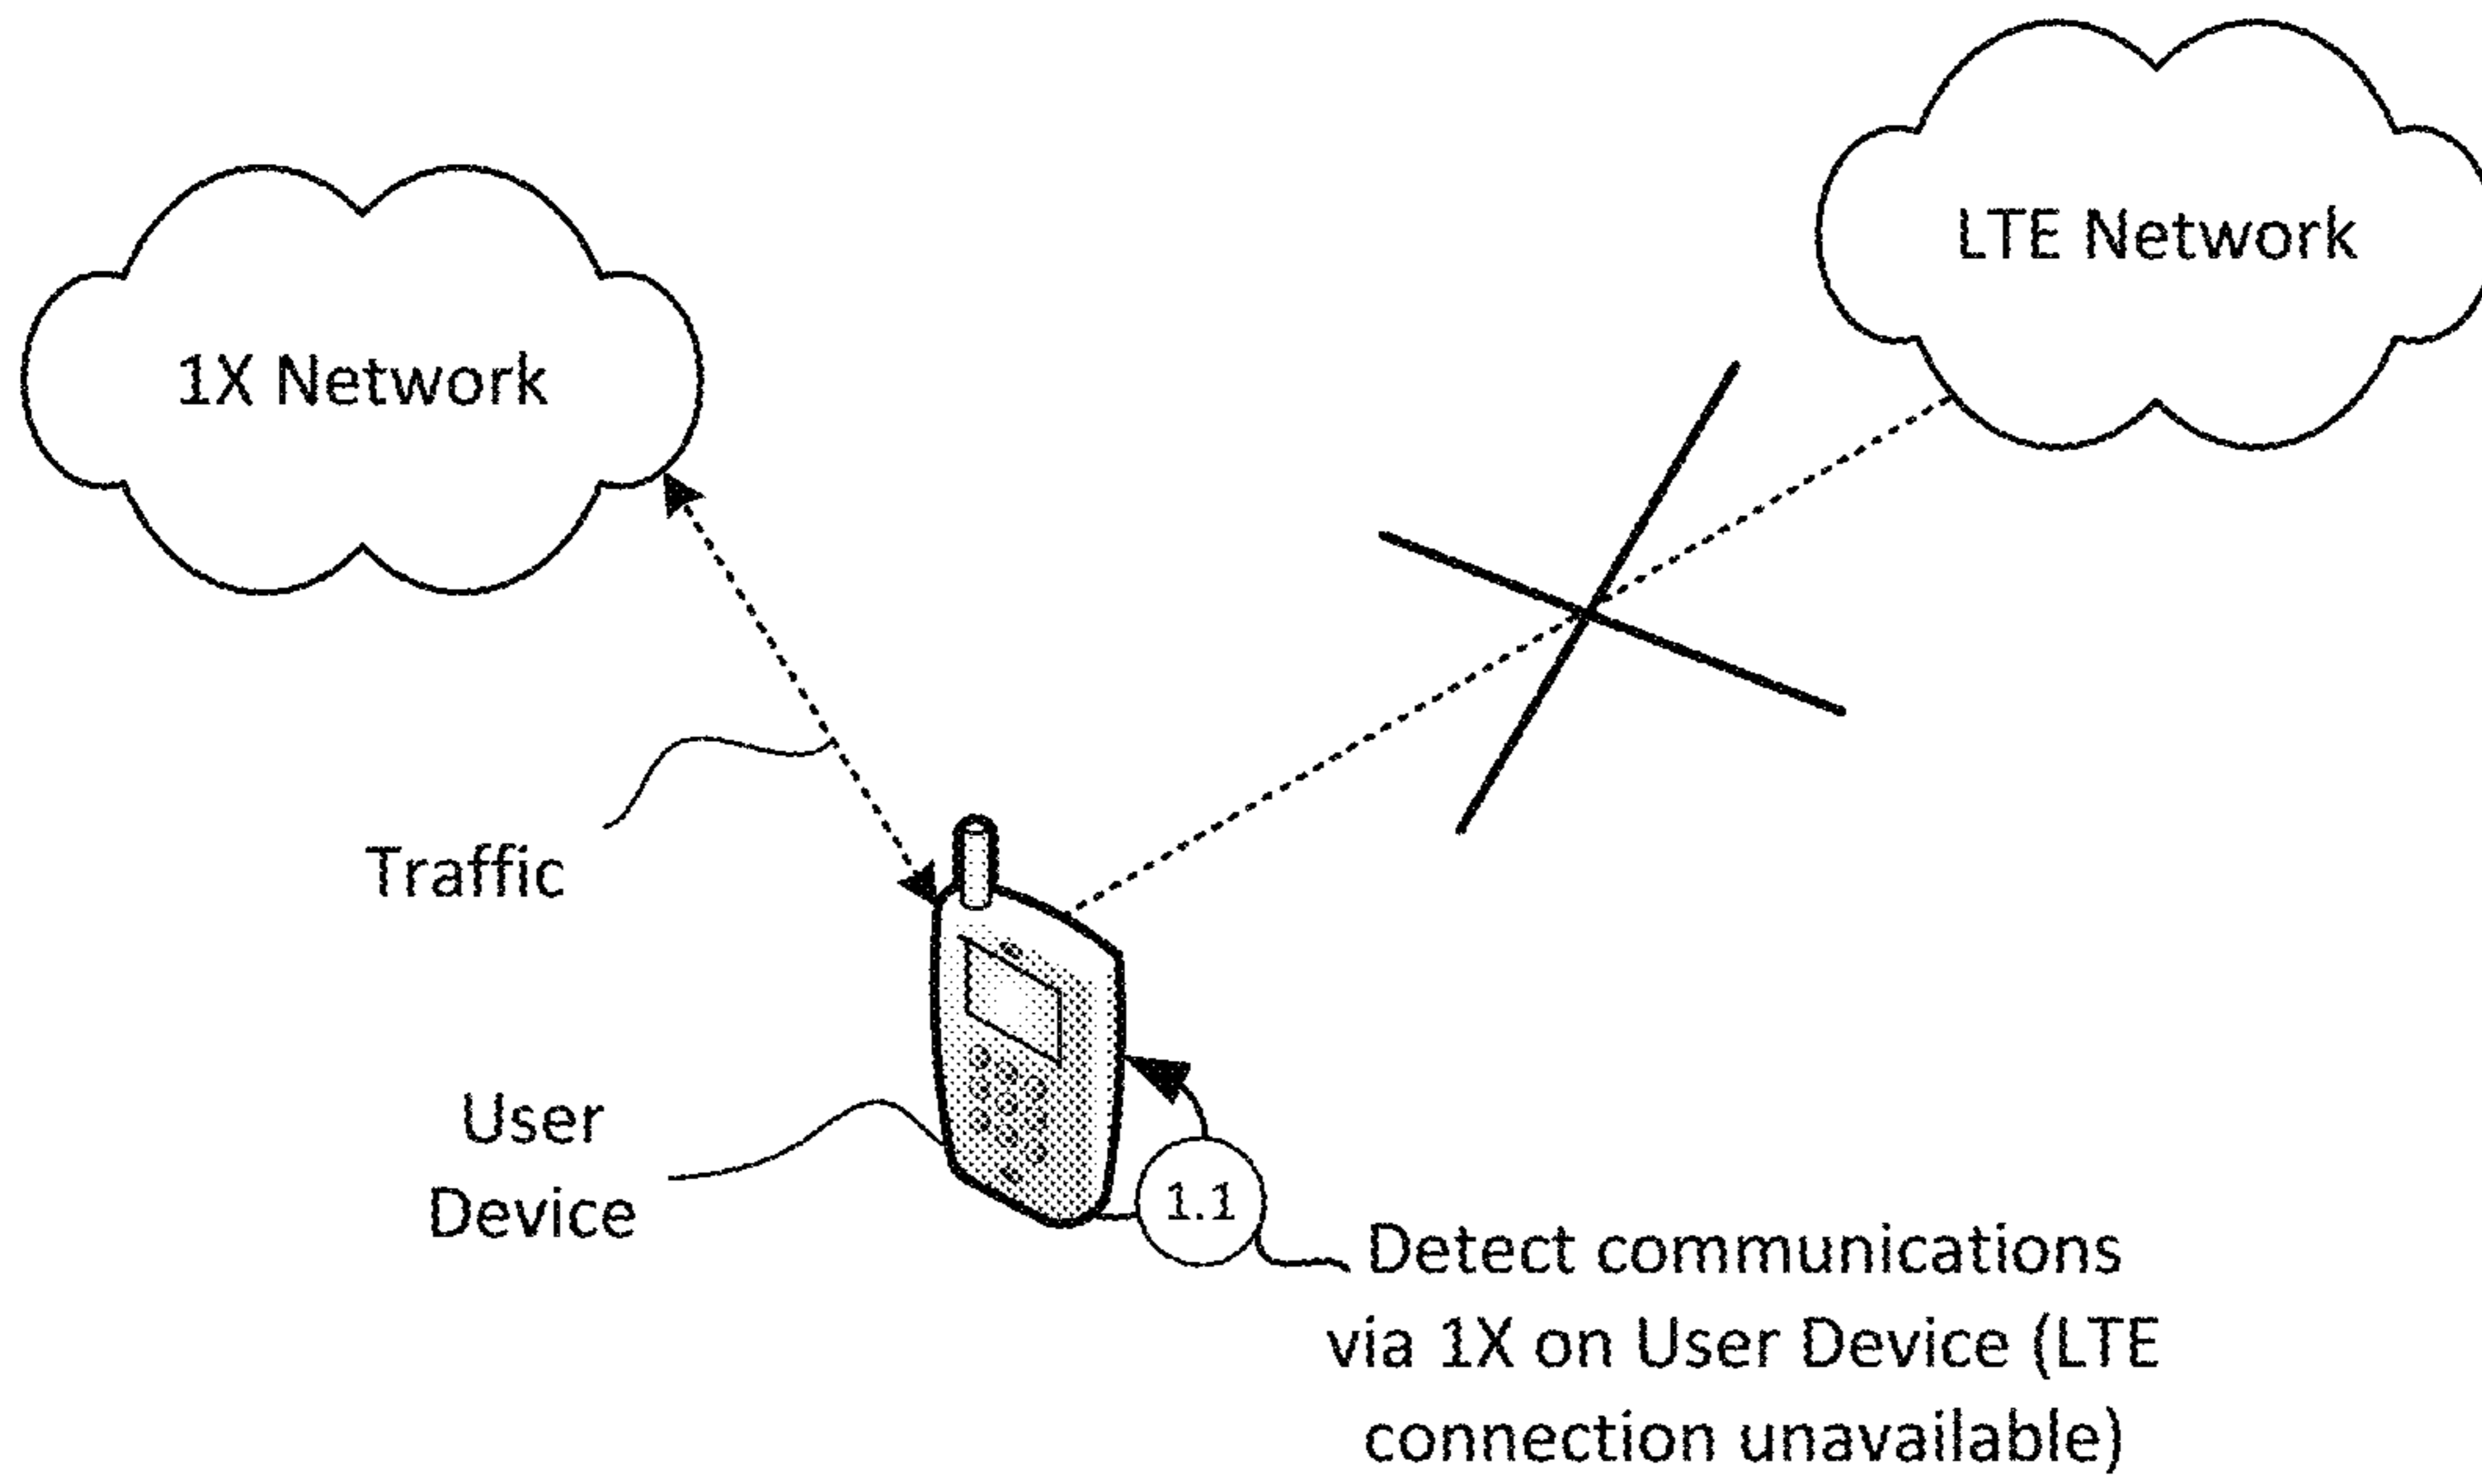 LTE Network
1X Network
Traffic
User
Device
1.1
Detect communications
via 1X on User Device (LTE
connection unavailable)